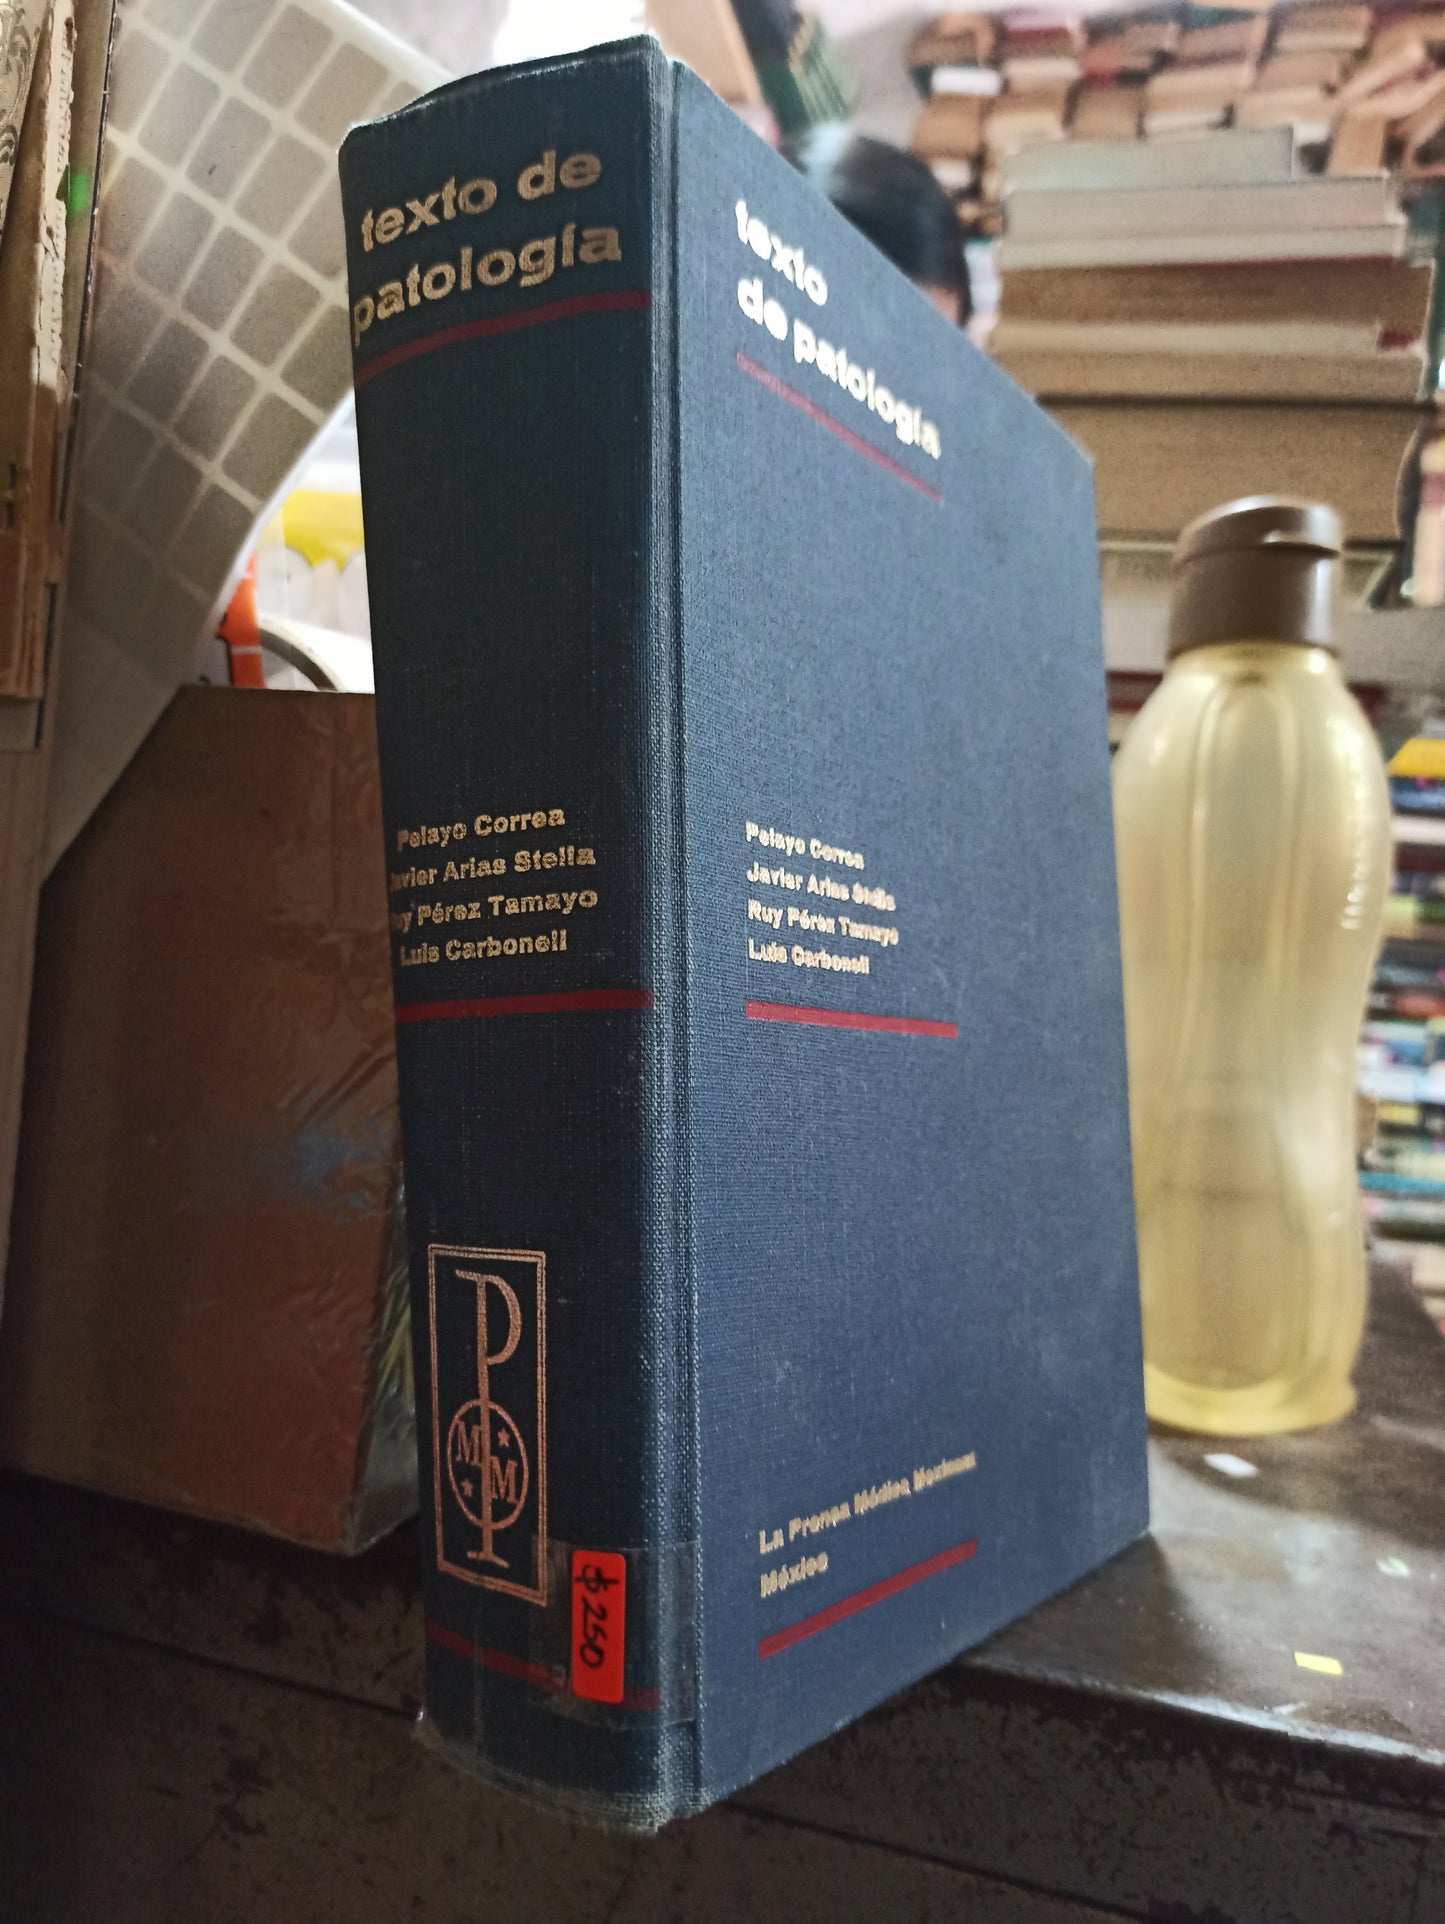 texto de
patología
Pelayo Correa
Javier Arias Stella
Ruy Pérez Tamayo
Luis Carbonell
P
M
M
$250
texto
de patología
Pelayo Correa
Javier Arias Stella
Ruy Pérez Tamayo
Luis Carbonell
La Prensa Médica Mexicana
México